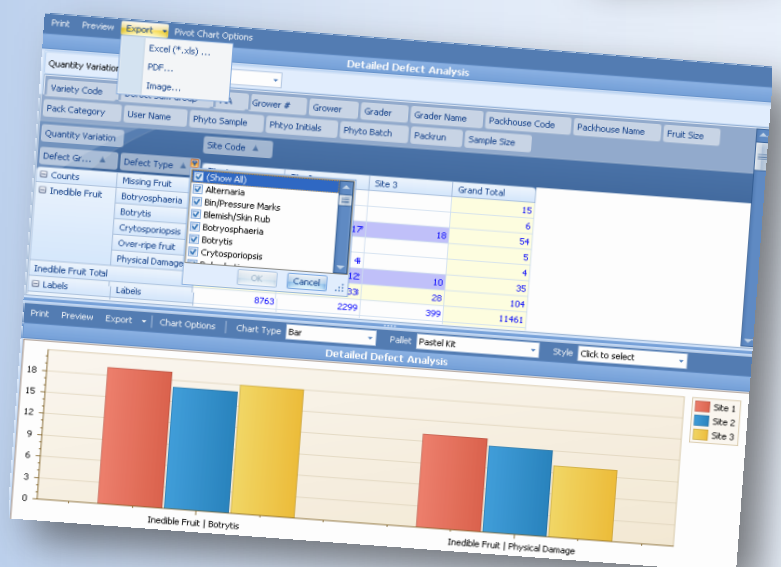 Print Preview Export Pivot Chart Options
Excel (*.xls) ...
PDF...
Image...
Detailed Defect Analysis
Quantity Variation
Variety Code Grower # Grower Grader Grader Name Packhouse Code Packhouse Name Fruit Size
Pack Category User Name Phyto Sample Phtyo Initials Phyto Batch Packrun Sample Size
Quantity Variation Site Code
Defect Gr... Defect Type
Site 3 Grand Total
Counts Missing Fruit 15
Inedible Fruit Botryosphaeria 6
Botrytis 17 18 54
Crytosporiopsis 5
Over-ripe fruit 4
Physical Damage 10 35
Inedible Fruit Total 28 104
Labels Labels 8763 2299 399 11461
(Show All)
Alternaria
Bin/Pressure Marks
Blemish/Skin Rub
Botryosphaeria
Botrytis
Crytosporiopsis
OK Cancel
Print Preview Export Chart Options Chart Type Bar Pallet Pastel Kit Style Click to select
Detailed Defect Analysis
18
15
12
9
6
3
0
Inedible Fruit | Botrytis
Inedible Fruit | Physical Damage
Site 1
Site 2
Site 3